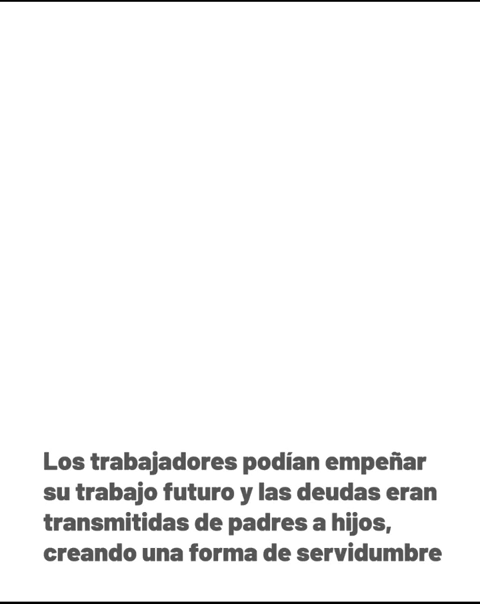 Los trabajadores podían empeñar
su trabajo futuro y las deudas eran
transmitidas de padres a hijos,
creando una forma de servidumbre